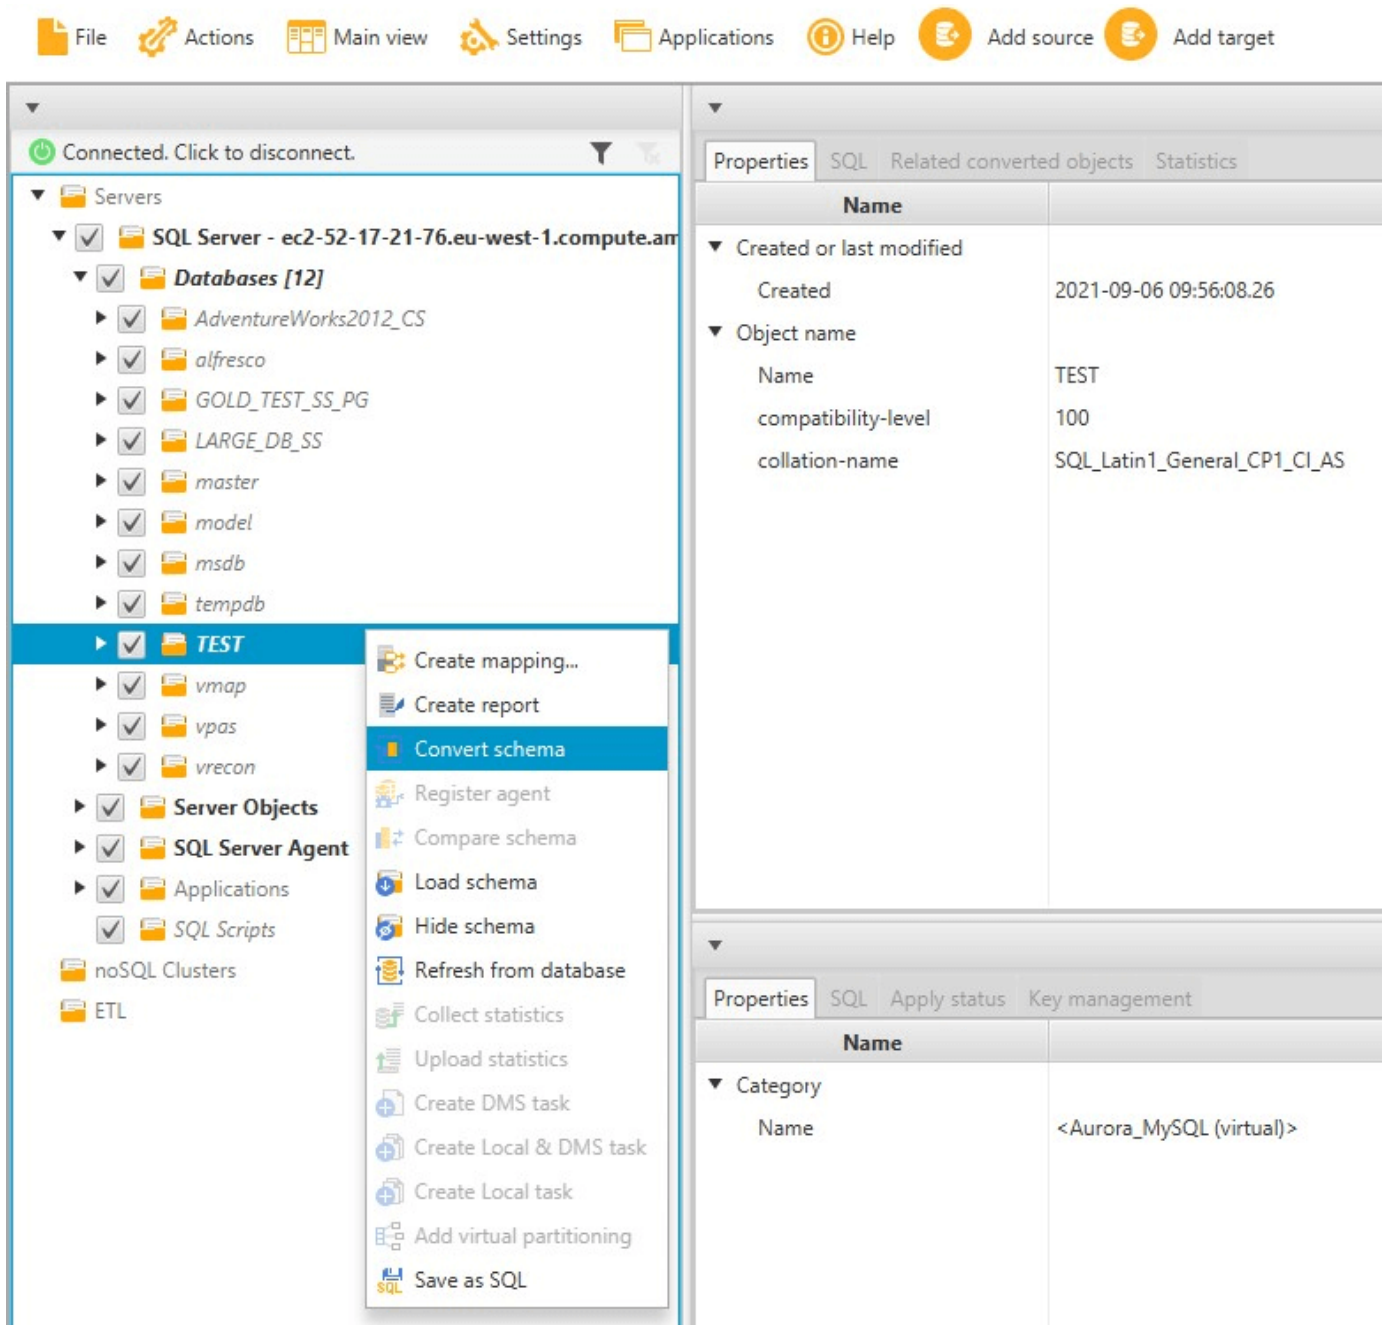 File Actions Main view Settings Applications Help Add source Add target
Connected. Click to disconnect.
Servers
SQL Server - ec2-52-17-21-76.eu-west-1.compute.am
Databases [12]
AdventureWorks2012_CS
alfresco
GOLD_TEST_SS_PG
LARGE_DB_SS
master
model
msdb
tempdb
TEST
vmap
vpas
vrecon
Server Objects
SQL Server Agent
Applications
SQL Scripts
noSQL Clusters
ETL
Create mapping...
Create report
Convert schema
Register agent
Compare schema
Load schema
Hide schema
Refresh from database
Collect statistics
Upload statistics
Create DMS task
Create Local & DMS task
Create Local task
Add virtual partitioning
SQL Save as SQL
Properties SQL Related converted objects Statistics
Name
Created or last modified
Created 2021-09-06 09:56:08.26
Object name
Name TEST
compatibility-level 100
collation-name SQL_Latin1_General_CP1_CI_AS
Properties SQL Apply status Key management
Name
Category
Name <Aurora_MySQL (virtual)>